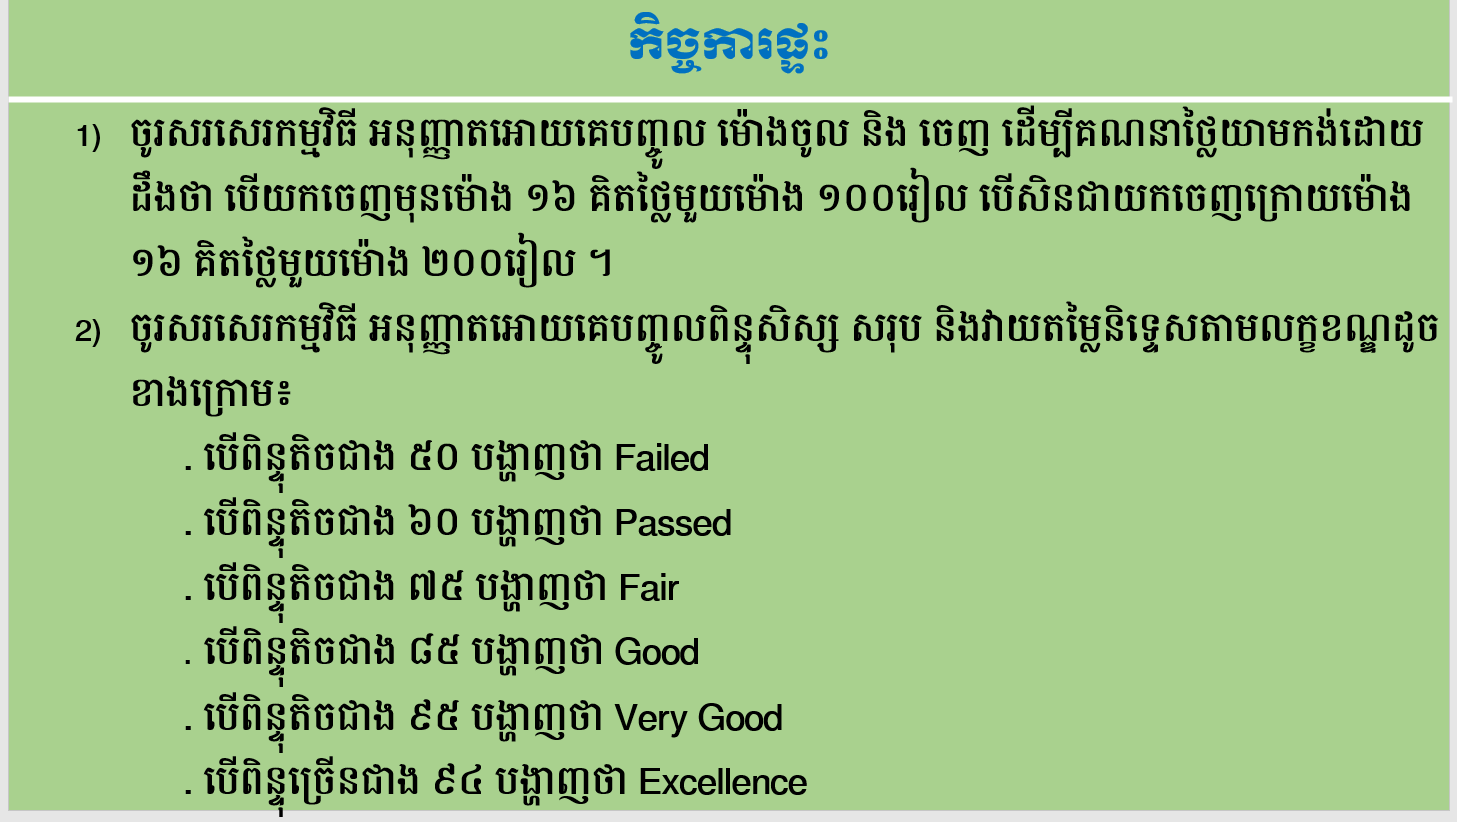 កិច្ចការផ្ទះ
1) ចូរសរសេរកម្មវិធី អនុញ្ញាតអោយគេបញ្ចូល ម៉ោងចូល និង ចេញ ដើម្បីគណនាថ្លៃយាមកង់ដោយ
ដឹងថា បើយកចេញមុនម៉ោង ១៦ គិតថ្លៃមួយម៉ោង ១០០រៀល បើសិនជាយកចេញក្រោយម៉ោង
១៦ គិតថ្លៃមួយម៉ោង ២០០រៀល ។
2) ចូរសរសេរកម្មវិធី អនុញ្ញាតអោយគេបញ្ចូលពិន្ទុសិស្ស សរុប និងវាយតម្លៃនិទ្ទេសតាមលក្ខខណ្ឌដូច
ខាងក្រោម៖
. បើពិន្ទុតិចជាង ៥០ បង្ហាញថា Failed
. បើពិន្ទុតិចជាង ៦០ បង្ហាញថា Passed
. បើពិន្ទុតិចជាង ៧៥ បង្ហាញថា Fair
. បើពិន្ទុតិចជាង ៨៥ បង្ហាញថា Good
. បើពិន្ទុតិចជាង ៩៥ បង្ហាញថា Very Good
. បើពិន្ទុច្រើនជាង ៩៤ បង្ហាញថា Excellence